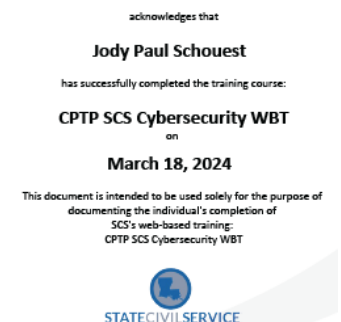 acknowledges that
Jody Paul Schouest
has successfully completed the training course:
CPTP SCS Cybersecurity WBT
on
March 18, 2024
This document is intended to be used solely for the purpose of
documenting the individual's completion of
SCS's web-based training:
CPTP SCS Cybersecurity WBT
STATECIVILSERVICE